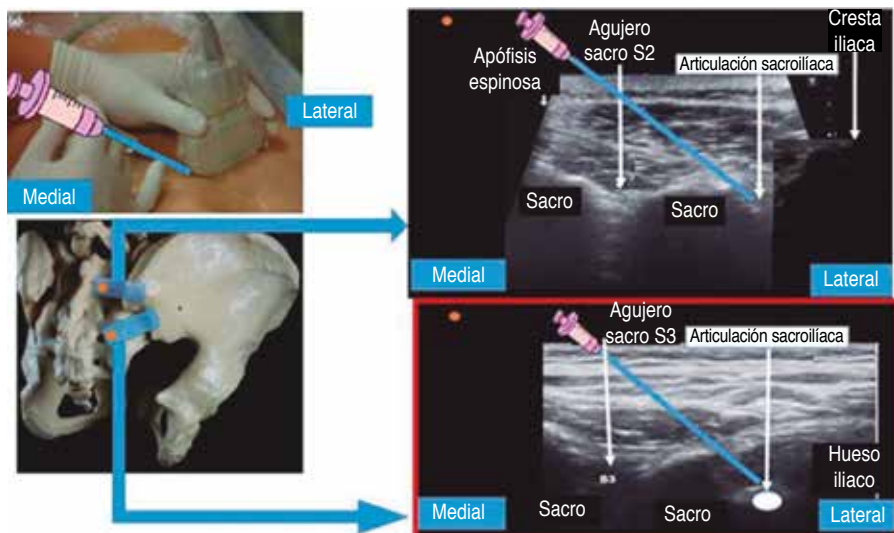 Lateral
Medial
Apófisis
espinosa
Agujero
sacro S2
Articulación sacroilíaca
Cresta
iliaca
Sacro
Sacro
Medial
Lateral
Agujero
sacro S3
Articulación sacroilíaca
S3
Hueso
iliaco
Sacro
Sacro
Medial
Lateral